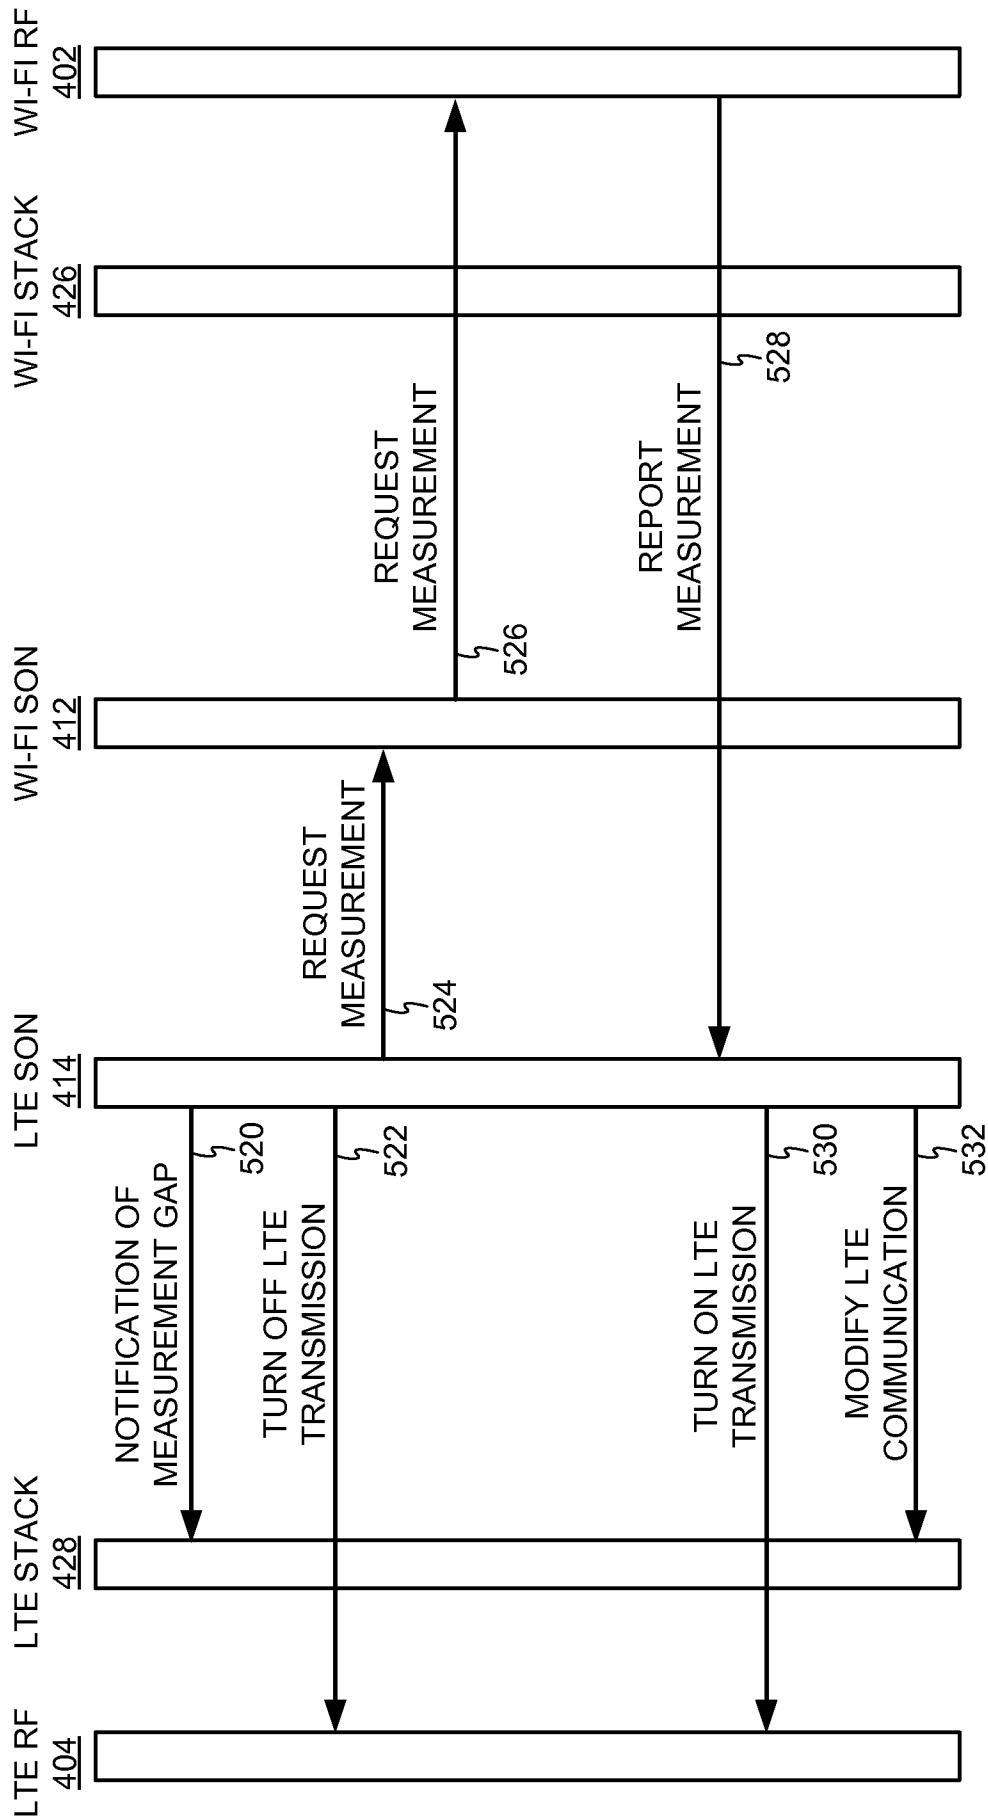 LTE RF
404
LTE STACK
428
LTE SON
414
WI-FI SON
412
WI-FI STACK
426
WI-FI RF
402
NOTIFICATION OF
MEASUREMENT GAP
520
TURN OFF LTE
TRANSMISSION
522
REQUEST
MEASUREMENT
524
REQUEST
MEASUREMENT
526
REPORT
MEASUREMENT
528
TURN ON LTE
TRANSMISSION
530
MODIFY LTE
COMMUNICATION
532